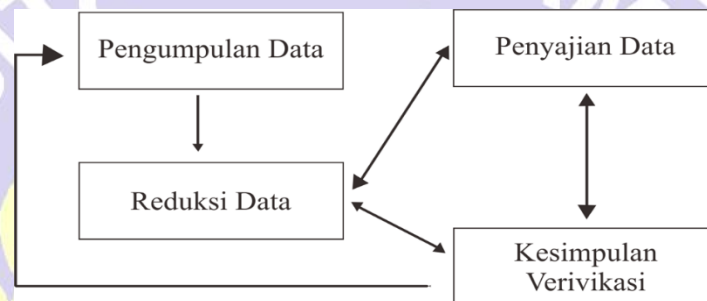 Pengumpulan Data
Penyajian Data
Reduksi Data
Kesimpulan
Verivikasi